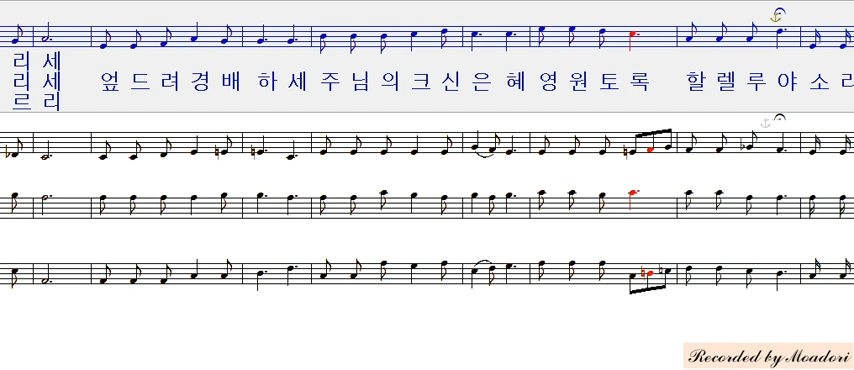 리 세
리 세 엎 드 려 경 배 하 세 주 님 의 크 신 은 혜 영 원 토 록 할 렐 루 야 소 리
르 리
Recorded by Moadori